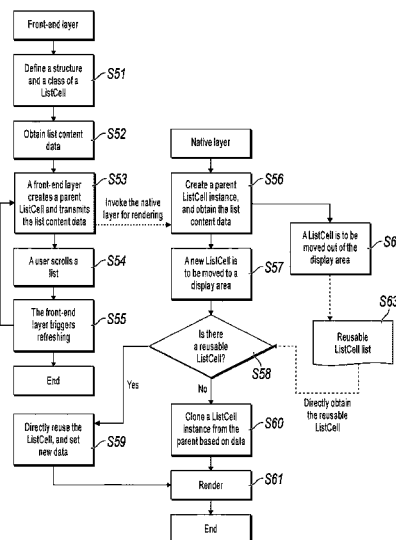 Front-end layer
Define a structure
and a class of a
ListCell
S51
Obtain list content
data
S52
A front-end layer
creates a parent
ListCell and transmits
the list content data
S53
Invoke the native
layer for rendering
A user scrolls a
list
S54
The front-end
layer triggers
refreshing
S55
End
Native layer
Create a parent
ListCell instance,
and obtain the list
content data
S56
A new ListCell is
to be moved to a
display area
S57
Is there
a reusable
ListCell?
S58
Yes
No
Directly reuse the
ListCell, and set
new data
S59
Clone a ListCell
instance from the
parent based on data
S60
Render
S61
End
A ListCell is to be
moved out of the
display area
S6
Reusable
ListCell list
S63
Directly obtain
the reusable
ListCell